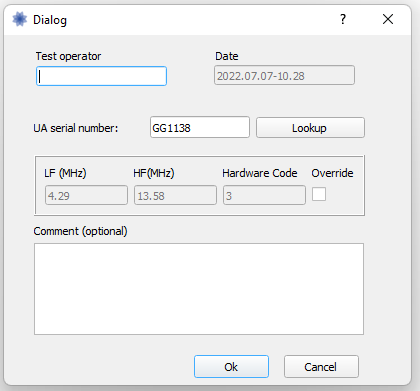 Dialog
Test operator
Date
2022.07.07-10.28
UA serial number:
GG1138
Lookup
LF (MHz)
HF(MHz)
Hardware Code
Override
4.29
13.58
3
Comment (optional)
Ok
Cancel